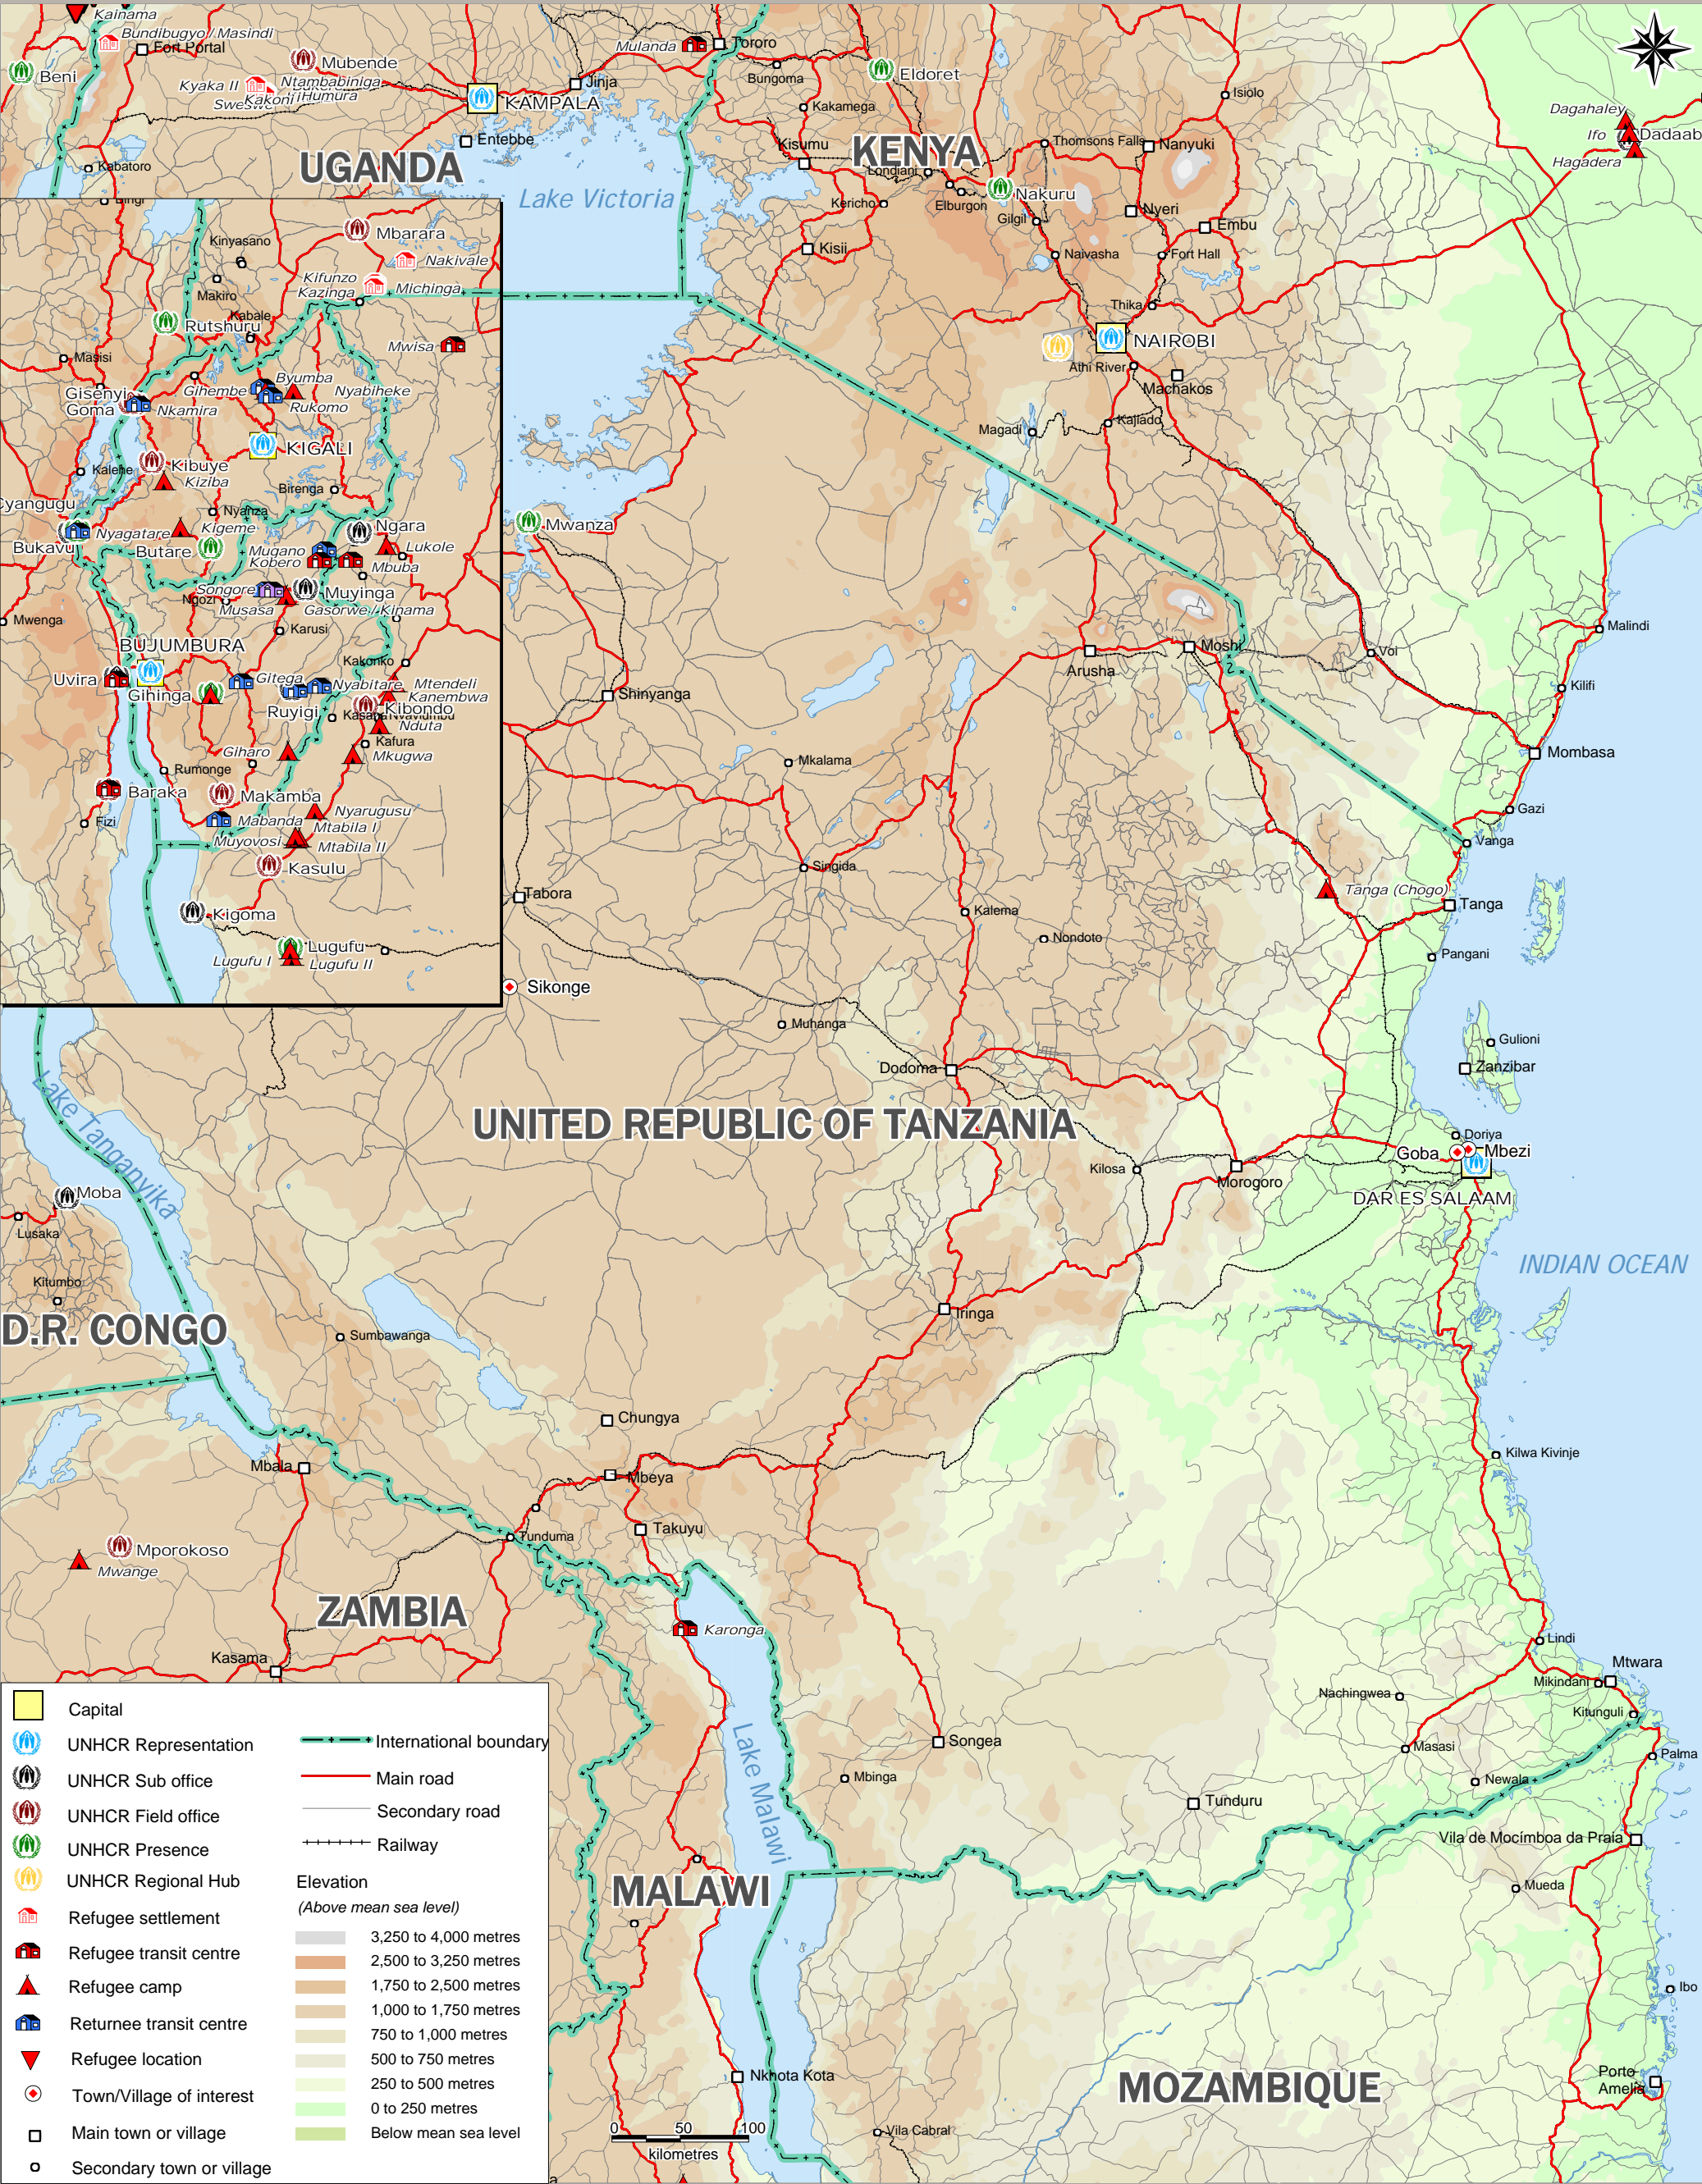 Kainama
Bundibugyo / Masindi
Fort Portal
Mubende
Mulanda
Tororo
Bungoma
Eldoret
Beni
Kyaka II
Ntambabiniga
Humura
Kakoni
KAMPALA
Jinja
Kakamega
Isiolo
Dagahaley
Ifo
Dadaab
Hagadera
Entebbe
Kisumu
KENYA
Thomsons Falls
Nanyuki
UGANDA
Kabatoro
Longiani
Lake Victoria
Elburgon
Nakuru
Kericho
Gilgil
Nyeri
Embu
Kisii
Naivasha
Fort Hall
Thika
NAIROBI
Athi River
Machakos
Kajiado
Magadi
Mbarara
Kinyasano
Nakivale
Kifunzo
Kazinga
Michinga
Makiro
Kabale
Rutshuru
Mwisa
Masisi
Byumba
Gihembe
Nyabiheke
Gisenyi
Goma
Nkamira
Rukomo
KIGALI
Kalehe
Kibuye
Kiziba
Birenga
Cyangugu
Nyanza
Nyagatare
Kigeme
Ngara
Bukavu
Butare
Mugano
Kobero
Lukole
Mbuba
Songore
Muyinga
Ngozi
Musasa
Gasorwe / Kinama
Mwenga
Karusi
BUJUMBURA
Kakonko
Uvira
Gitega
Nyabitare
Mtendeli
Gihinga
Kanembwa
Ruyigi
Kibondo
Nduta
Kafura
Giharo
Mkugwa
Rumonge
Baraka
Makamba
Fizi
Mabanda
Nyarugusu
Mtabila I
Muyovosi
Mtabila II
Kasulu
Kigoma
Lugufu
Lugufu I
Lugufu II
Mwanza
Malindi
Moshi
Voi
Arusha
Kilifi
Shinyanga
Mombasa
Mkalama
Gazi
Vanga
Singida
Tabora
Tanga (Chogo)
Tanga
Kalema
Nondoto
Pangani
Sikonge
Muhanga
Gulioni
Zanzibar
Dodoma
UNITED REPUBLIC OF TANZANIA
Doriya
Goba
Mbezi
Kilosa
Morogoro
DAR ES SALAAM
Lake Tanganyika
Moba
Lusaka
INDIAN OCEAN
Kitumbo
Iringa
D.R. CONGO
Sumbawanga
Chungya
Kilwa Kivinje
Mbala
Mbeya
Takuyu
Tunduma
Mporokoso
Mwange
ZAMBIA
Karonga
Lindi
Kasama
Mtwara
Mikindani
Nachingwea
Kitunguli
Songea
Masasi
Palma
Lake Malawi
Mbinga
Newala
Tunduru
Vila de Mocímboa da Praia
MALAWI
Mueda
Ibo
Nkhota Kota
MOZAMBIQUE
Porto
Amelia
Vila Cabral
0 50 100
kilometres
Capital
UNHCR Representation
UNHCR Sub office
UNHCR Field office
UNHCR Presence
UNHCR Regional Hub
Refugee settlement
Refugee transit centre
Refugee camp
Returnee transit centre
Refugee location
Town/Village of interest
Main town or village
Secondary town or village
International boundary
Main road
Secondary road
Railway
Elevation
(Above mean sea level)
3,250 to 4,000 metres
2,500 to 3,250 metres
1,750 to 2,500 metres
1,000 to 1,750 metres
750 to 1,000 metres
500 to 750 metres
250 to 500 metres
0 to 250 metres
Below mean sea level